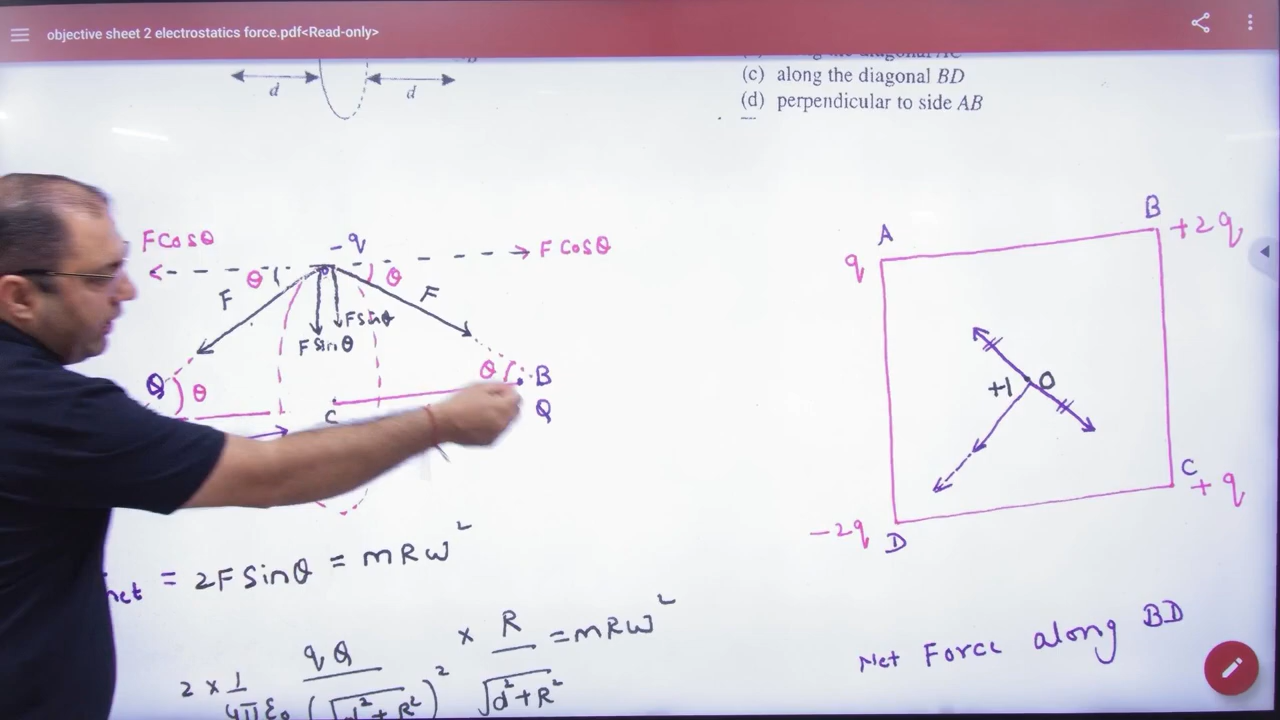 objective sheet 2 electrostatics force.pdf<Read-only>
diagonal AC
(c) along the diagonal BD
(d) perpendicular to side AB
d
d
F Cos θ
- q
F Cos θ
θ
θ
F
F
F Sin θ
F Sin θ
Q
θ
θ
B
Q
C
net = 2F Sin θ = mRω²
2 × 1/4πε₀ qQ/(√d²+R²)² × R/√d²+R² = mRω²
A
B
q
+2q
+1
O
C
+ q
-2q
D
Net Force along BD